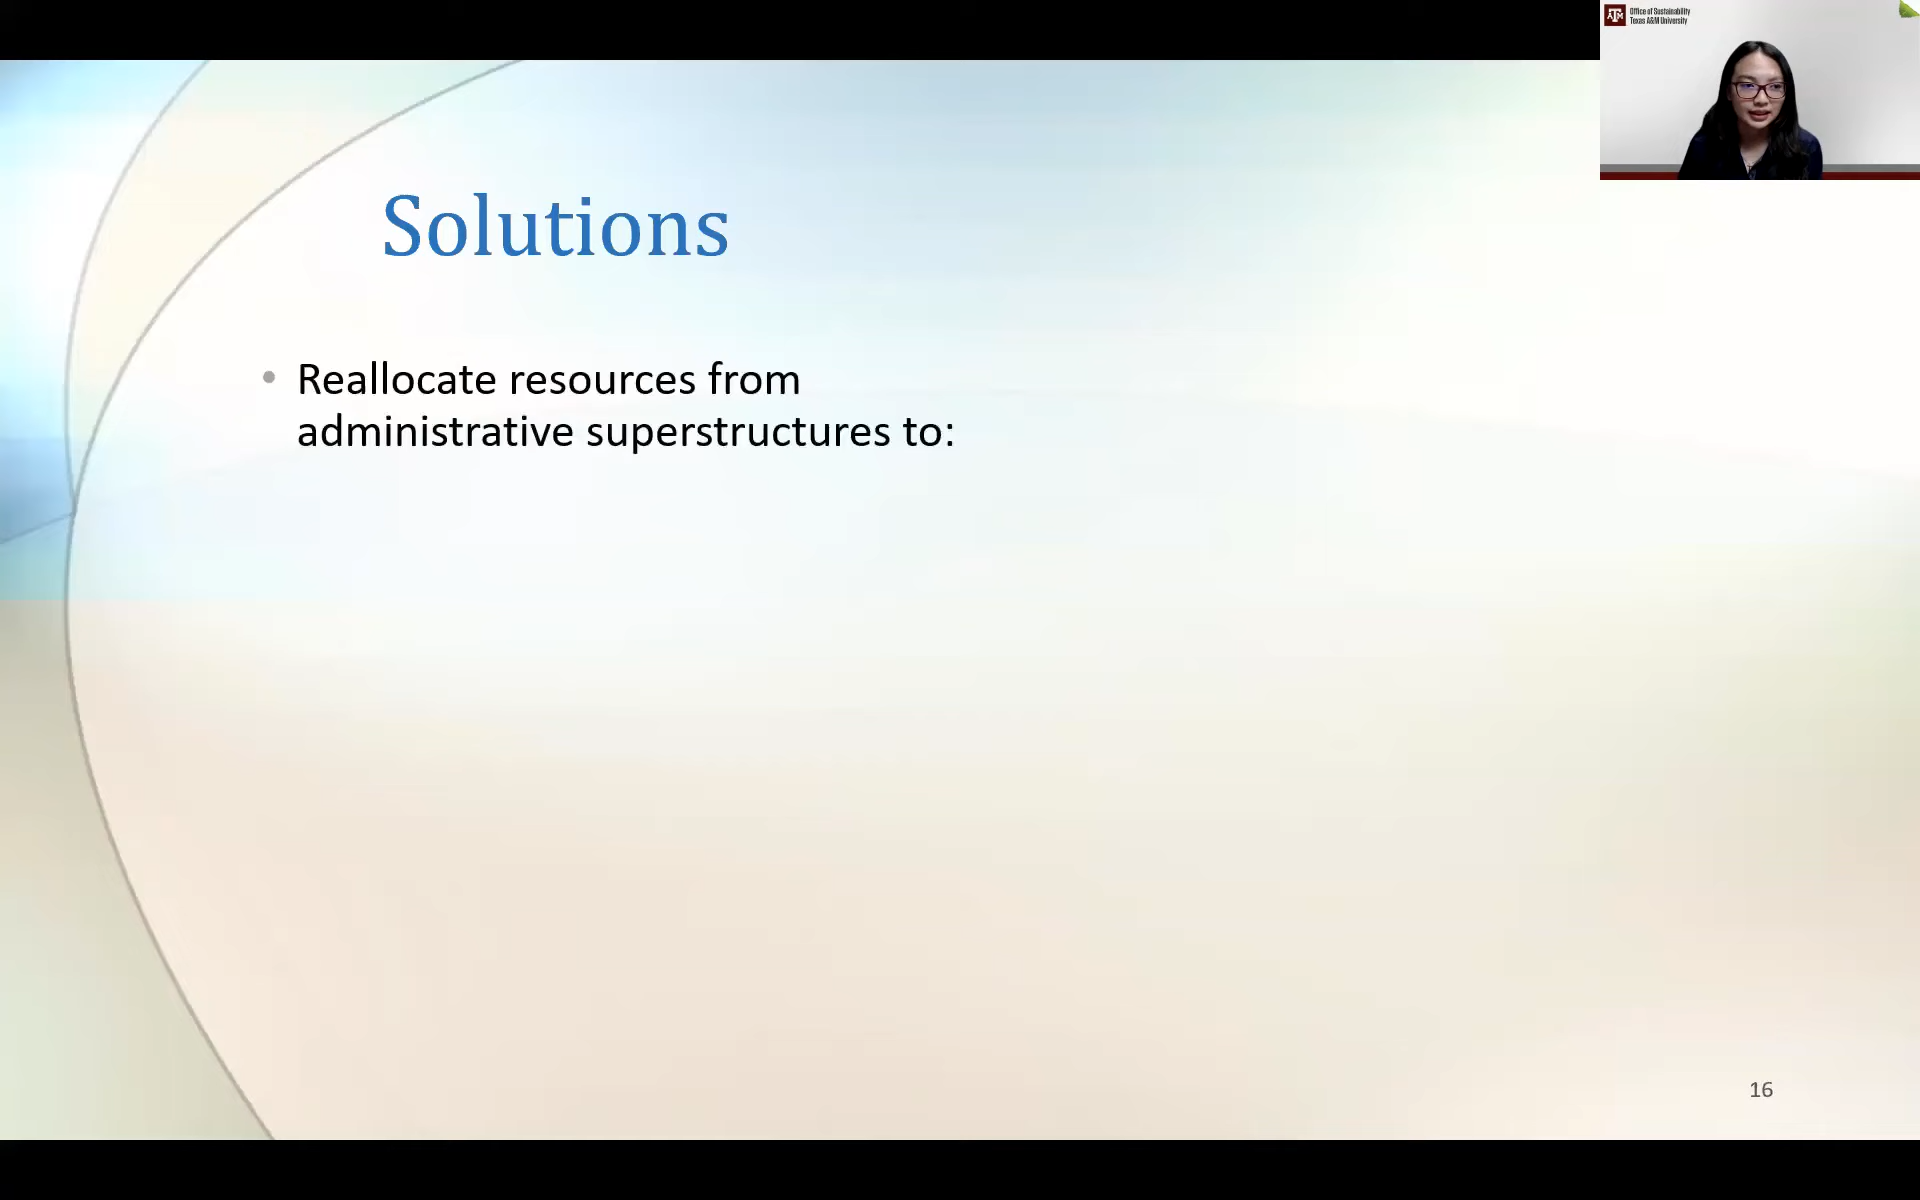 Office of Sustainability
Texas A&M University
Solutions
• Reallocate resources from
administrative superstructures to:
16